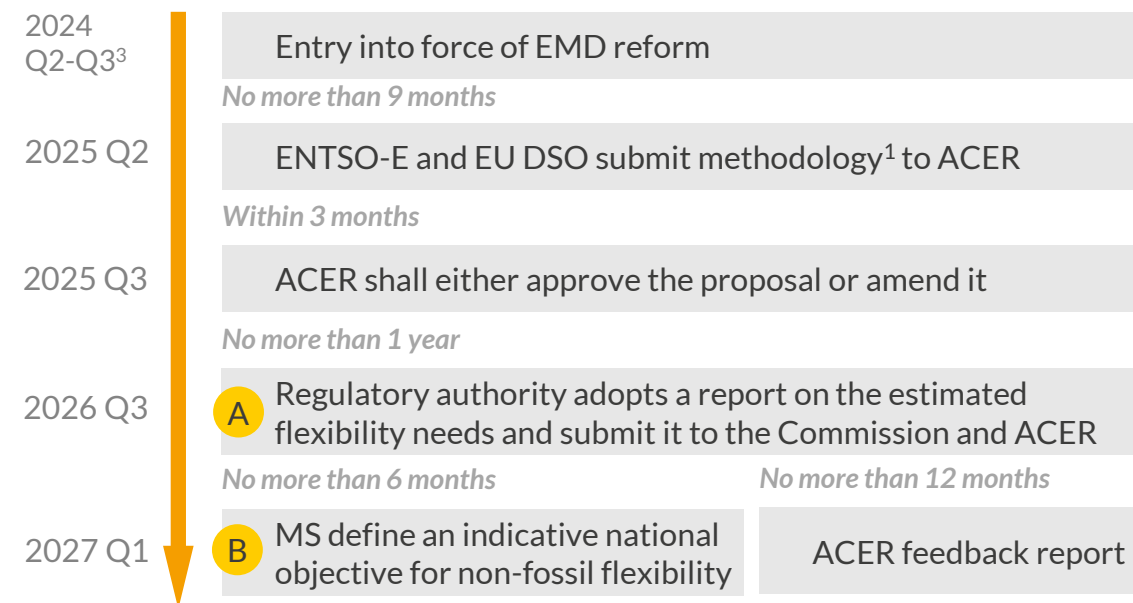 2024
Q2-Q3³
Entry into force of EMD reform
No more than 9 months
2025 Q2
ENTSO-E and EU DSO submit methodology¹ to ACER
Within 3 months
2025 Q3
ACER shall either approve the proposal or amend it
No more than 1 year
2026 Q3
A
Regulatory authority adopts a report on the estimated
flexibility needs and submit it to the Commission and ACER
No more than 6 months
No more than 12 months
2027 Q1
B
MS define an indicative national
objective for non-fossil flexibility
ACER feedback report